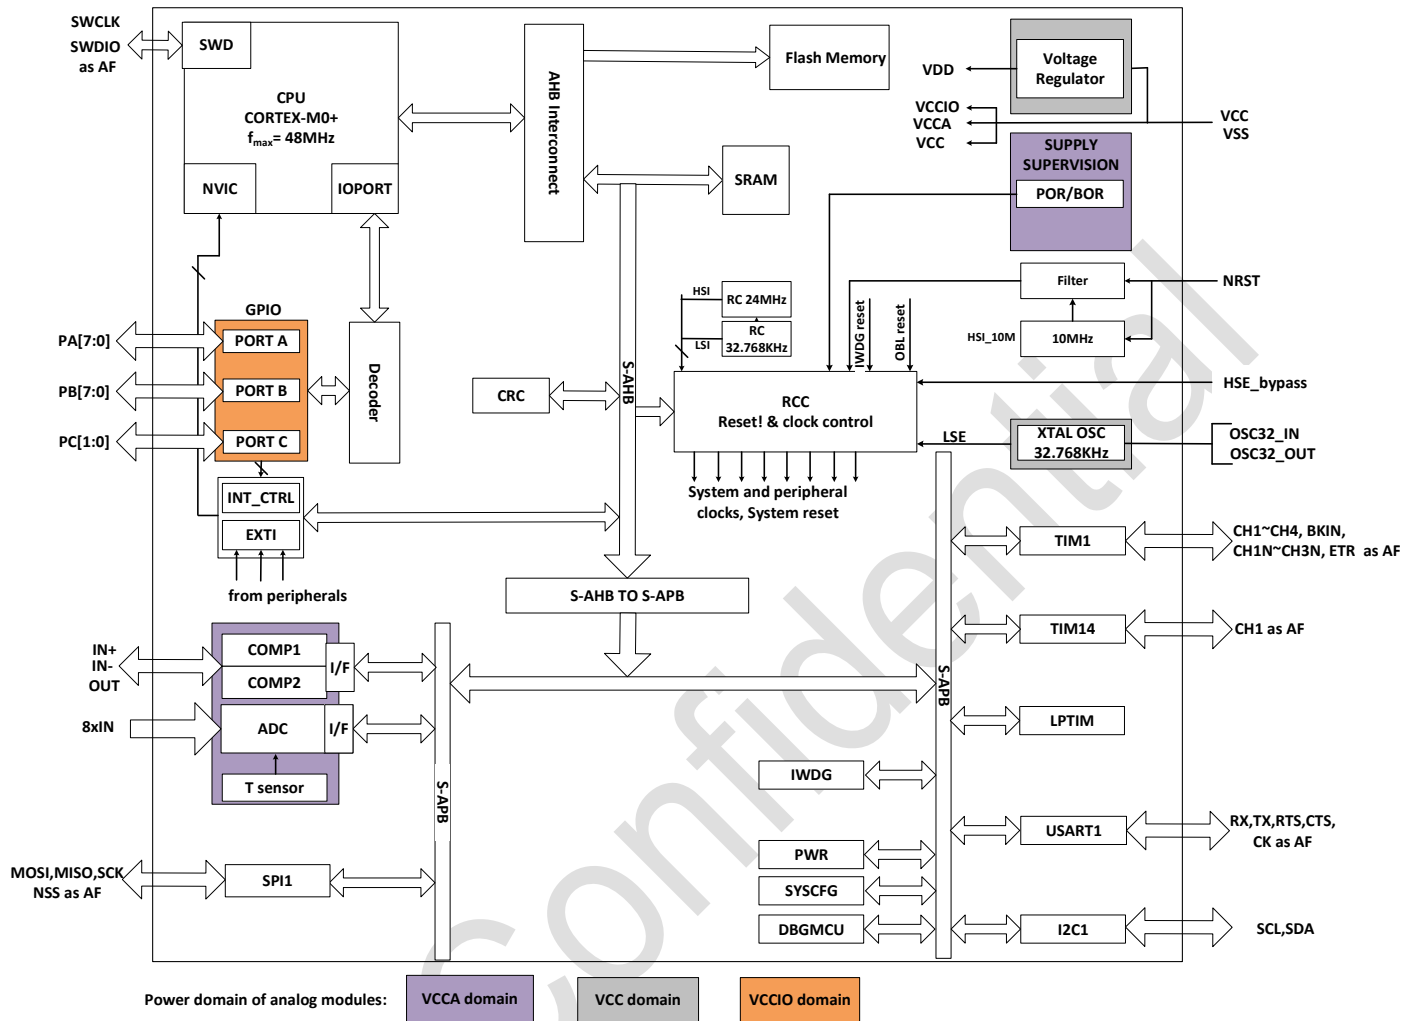 SWCLK
SWDIO
as AF
SWD
CPU
CORTEX-M0+
fmax= 48MHz
NVIC
IOPORT
AHB Interconnect
Flash Memory
SRAM
Voltage
Regulator
VDD
VCCIO
VCCA
VCC
VCC
VSS
SUPPLY
SUPERVISION
POR/BOR
Filter
NRST
HSI_10M
10MHz
HSI
RC 24MHz
LSI
RC
32.768KHz
IWDG reset
OBL reset
GPIO
PA[7:0]
PORT A
PB[7:0]
PORT B
PC[1:0]
PORT C
Decoder
S-AHB
CRC
RCC
Reset! & clock control
HSE_bypass
LSE
XTAL OSC
32.768KHz
OSC32_IN
OSC32_OUT
System and peripheral
clocks, System reset
INT_CTRL
EXTI
from peripherals
S-AHB TO S-APB
TIM1
CH1~CH4, BKIN,
CH1N~CH3N, ETR as AF
TIM14
CH1 as AF
IN+
IN-
OUT
COMP1
COMP2
I/F
8xIN
ADC
I/F
T sensor
S-APB
S-APB
LPTIM
IWDG
USART1
RX,TX,RTS,CTS,
CK as AF
PWR
SYSCFG
DBGMCU
I2C1
SCL,SDA
MOSI,MISO,SCK
NSS as AF
SPI1
Confidential
Power domain of analog modules:
VCCA domain
VCC domain
VCCIO domain